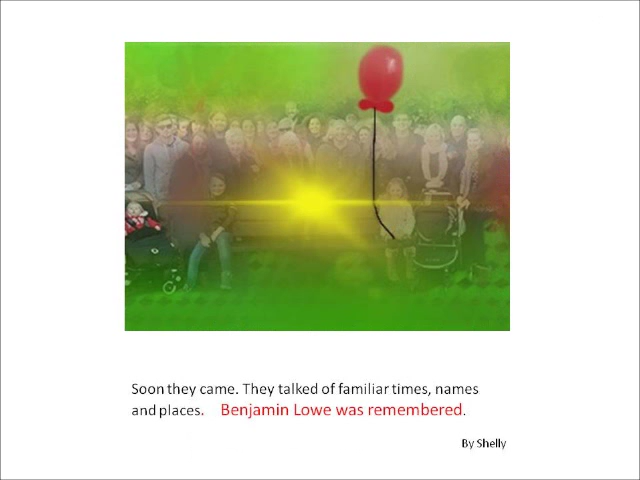 Soon they came. They talked of familiar times, names
and places. Benjamin Lowe was remembered.
By Shelly